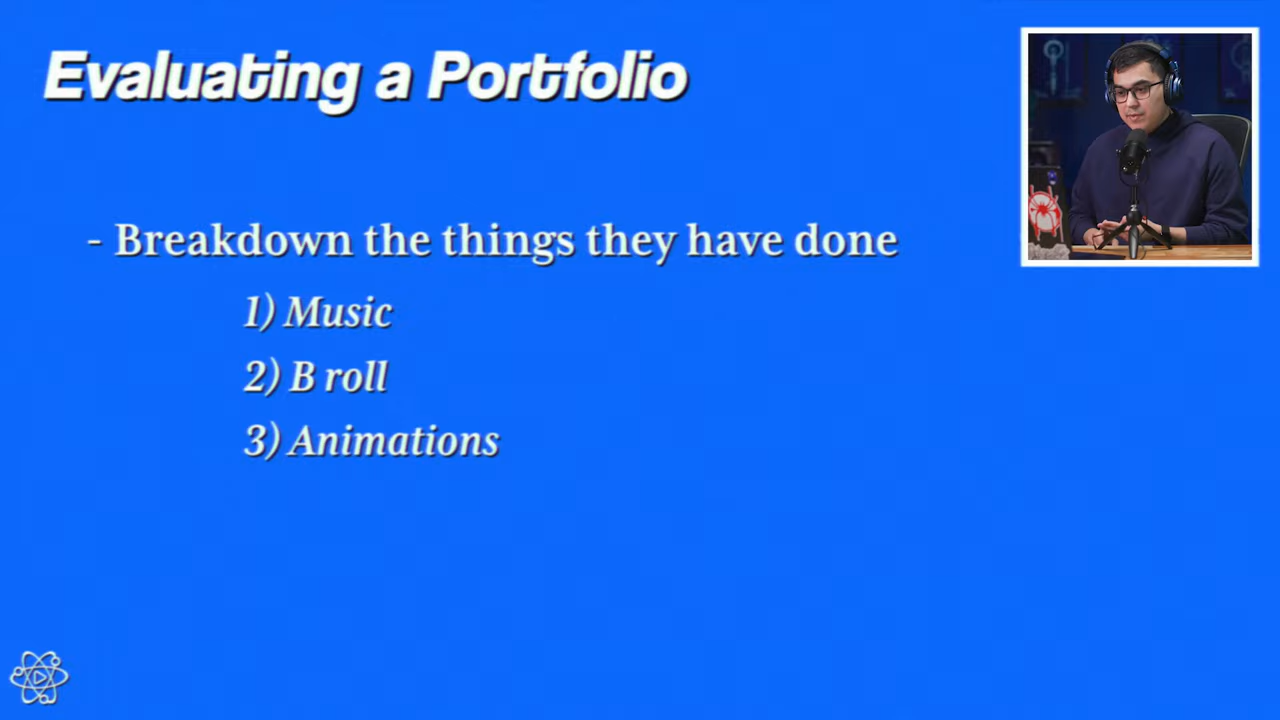 Evaluating a Portfolio
- Breakdown the things they have done
1) Music
2) B roll
3) Animations